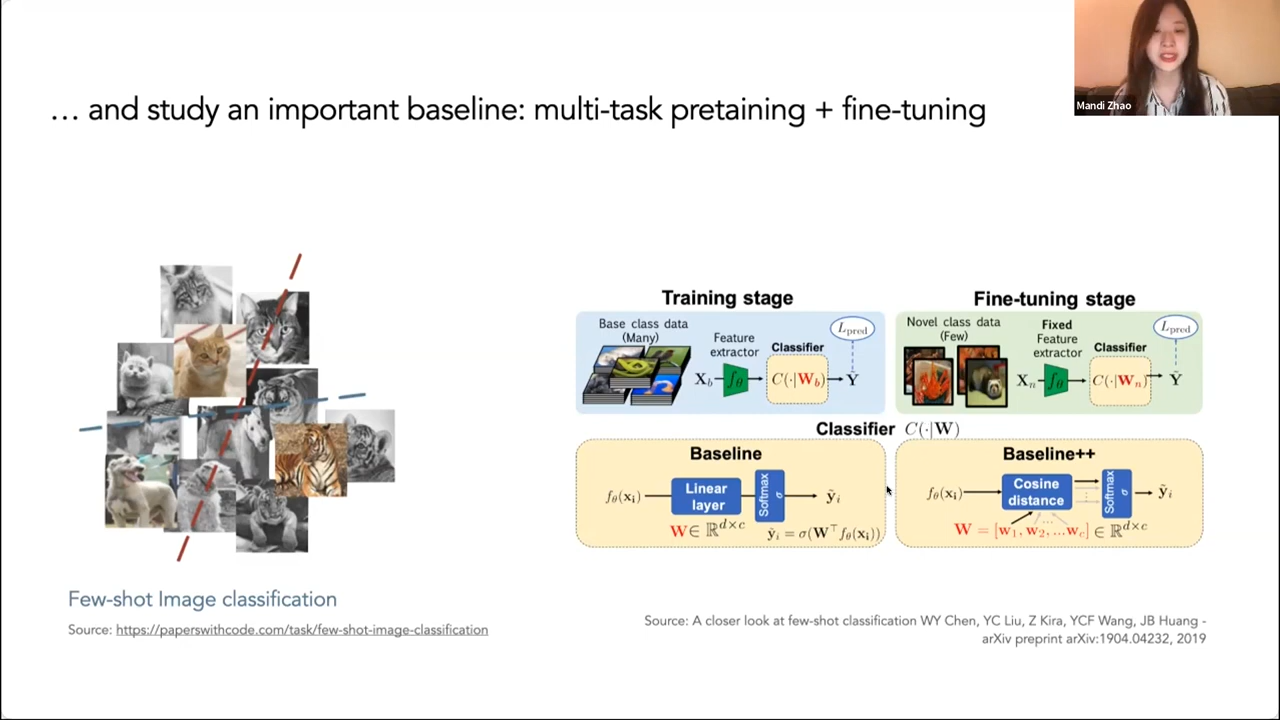 Mandi Zhao
… and study an important baseline: multi-task pretaining + fine-tuning
Training stage
Base class data
(Many)
Feature
extractor
Classifier
L_pred
X_b
f_θ
C(·|W_b)
Ŷ
Fine-tuning stage
Novel class data
(Few)
Fixed
Feature
extractor
Classifier
L_pred
X_n
f_θ
C(·|W_n)
Ŷ
Classifier C(·|W)
Baseline
f_θ(x_i)
Linear
layer
Softmax
σ
ỹ_i
W ∈ ℝ^{d×c}
ỹ_i = σ(W^⊤ f_θ(x_i))
Baseline++
f_θ(x_i)
Cosine
distance
Softmax
σ
ỹ_i
W = [w_1, w_2, ...w_c] ∈ ℝ^{d×c}
Few-shot Image classification
Source: https://paperswithcode.com/task/few-shot-image-classification
Source: A closer look at few-shot classification WY Chen, YC Liu, Z Kira, YCF Wang, JB Huang -
arXiv preprint arXiv:1904.04232, 2019